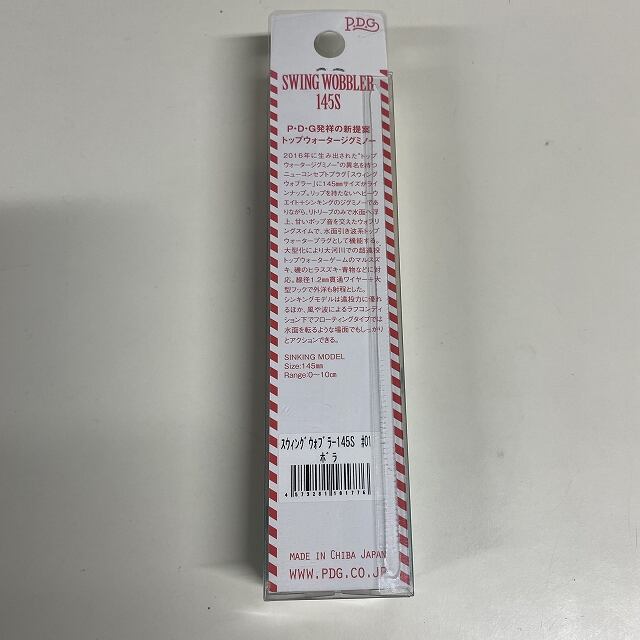 P.D.G
SWING WOBBLER
145S
P・D・G発祥の新提案
トップウォータージグミノー
2016年に生み出された"トップ
ウォータージグミノー"の異名を持つ
ニューコンセプトプラグ「スウィング
ウォブラー」に145㎜サイズがライ
ンナップ。リップを持たないヘビーウ
エイト+シンキングのジグミノーであ
りながら、リトリーブのみで水面へ浮
上、甘いポップ音を交えたウォブリ
ングスイムで、水面引き波系トップ
ウォータープラグとして機能する。
大型化により大河川での超遠投
トップウォーターゲームのマルスズ
キ、磯のヒラスズキ・青物などに対
応。線径1.2㎜貫通ワイヤー+大
型フックで外洋も射程とした。
シンキングモデルは遠投力に優れ
るほか、風や波によるラフコンディ
ション下でフローティングタイプでは
水面を転るような場面でもしっかり
とアクションできる。
SINKING MODEL
Size:145㎜
Range:0〜10㎝
スウィングウォブラー145S #01
ボラ
4573281181776
MADE IN CHIBA JAPAN
WWW.PDG.CO.JP